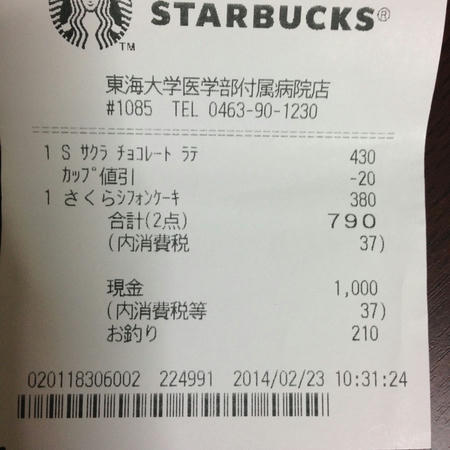 STARBUCKS®
TM
東海大学医学部付属病院店
#1085 TEL 0463-90-1230
1 S ｻｸﾗ ﾁｮｺﾚｰﾄ ﾗﾃ 430
ｶｯﾌﾟ値引 -20
1 さくらｼﾌｫﾝｹｰｷ 380
合計(2点) 790
(内消費税 37)
現金 1,000
(内消費税等 37)
お釣り 210
020118306002 224991 2014/02/23 10:31:24